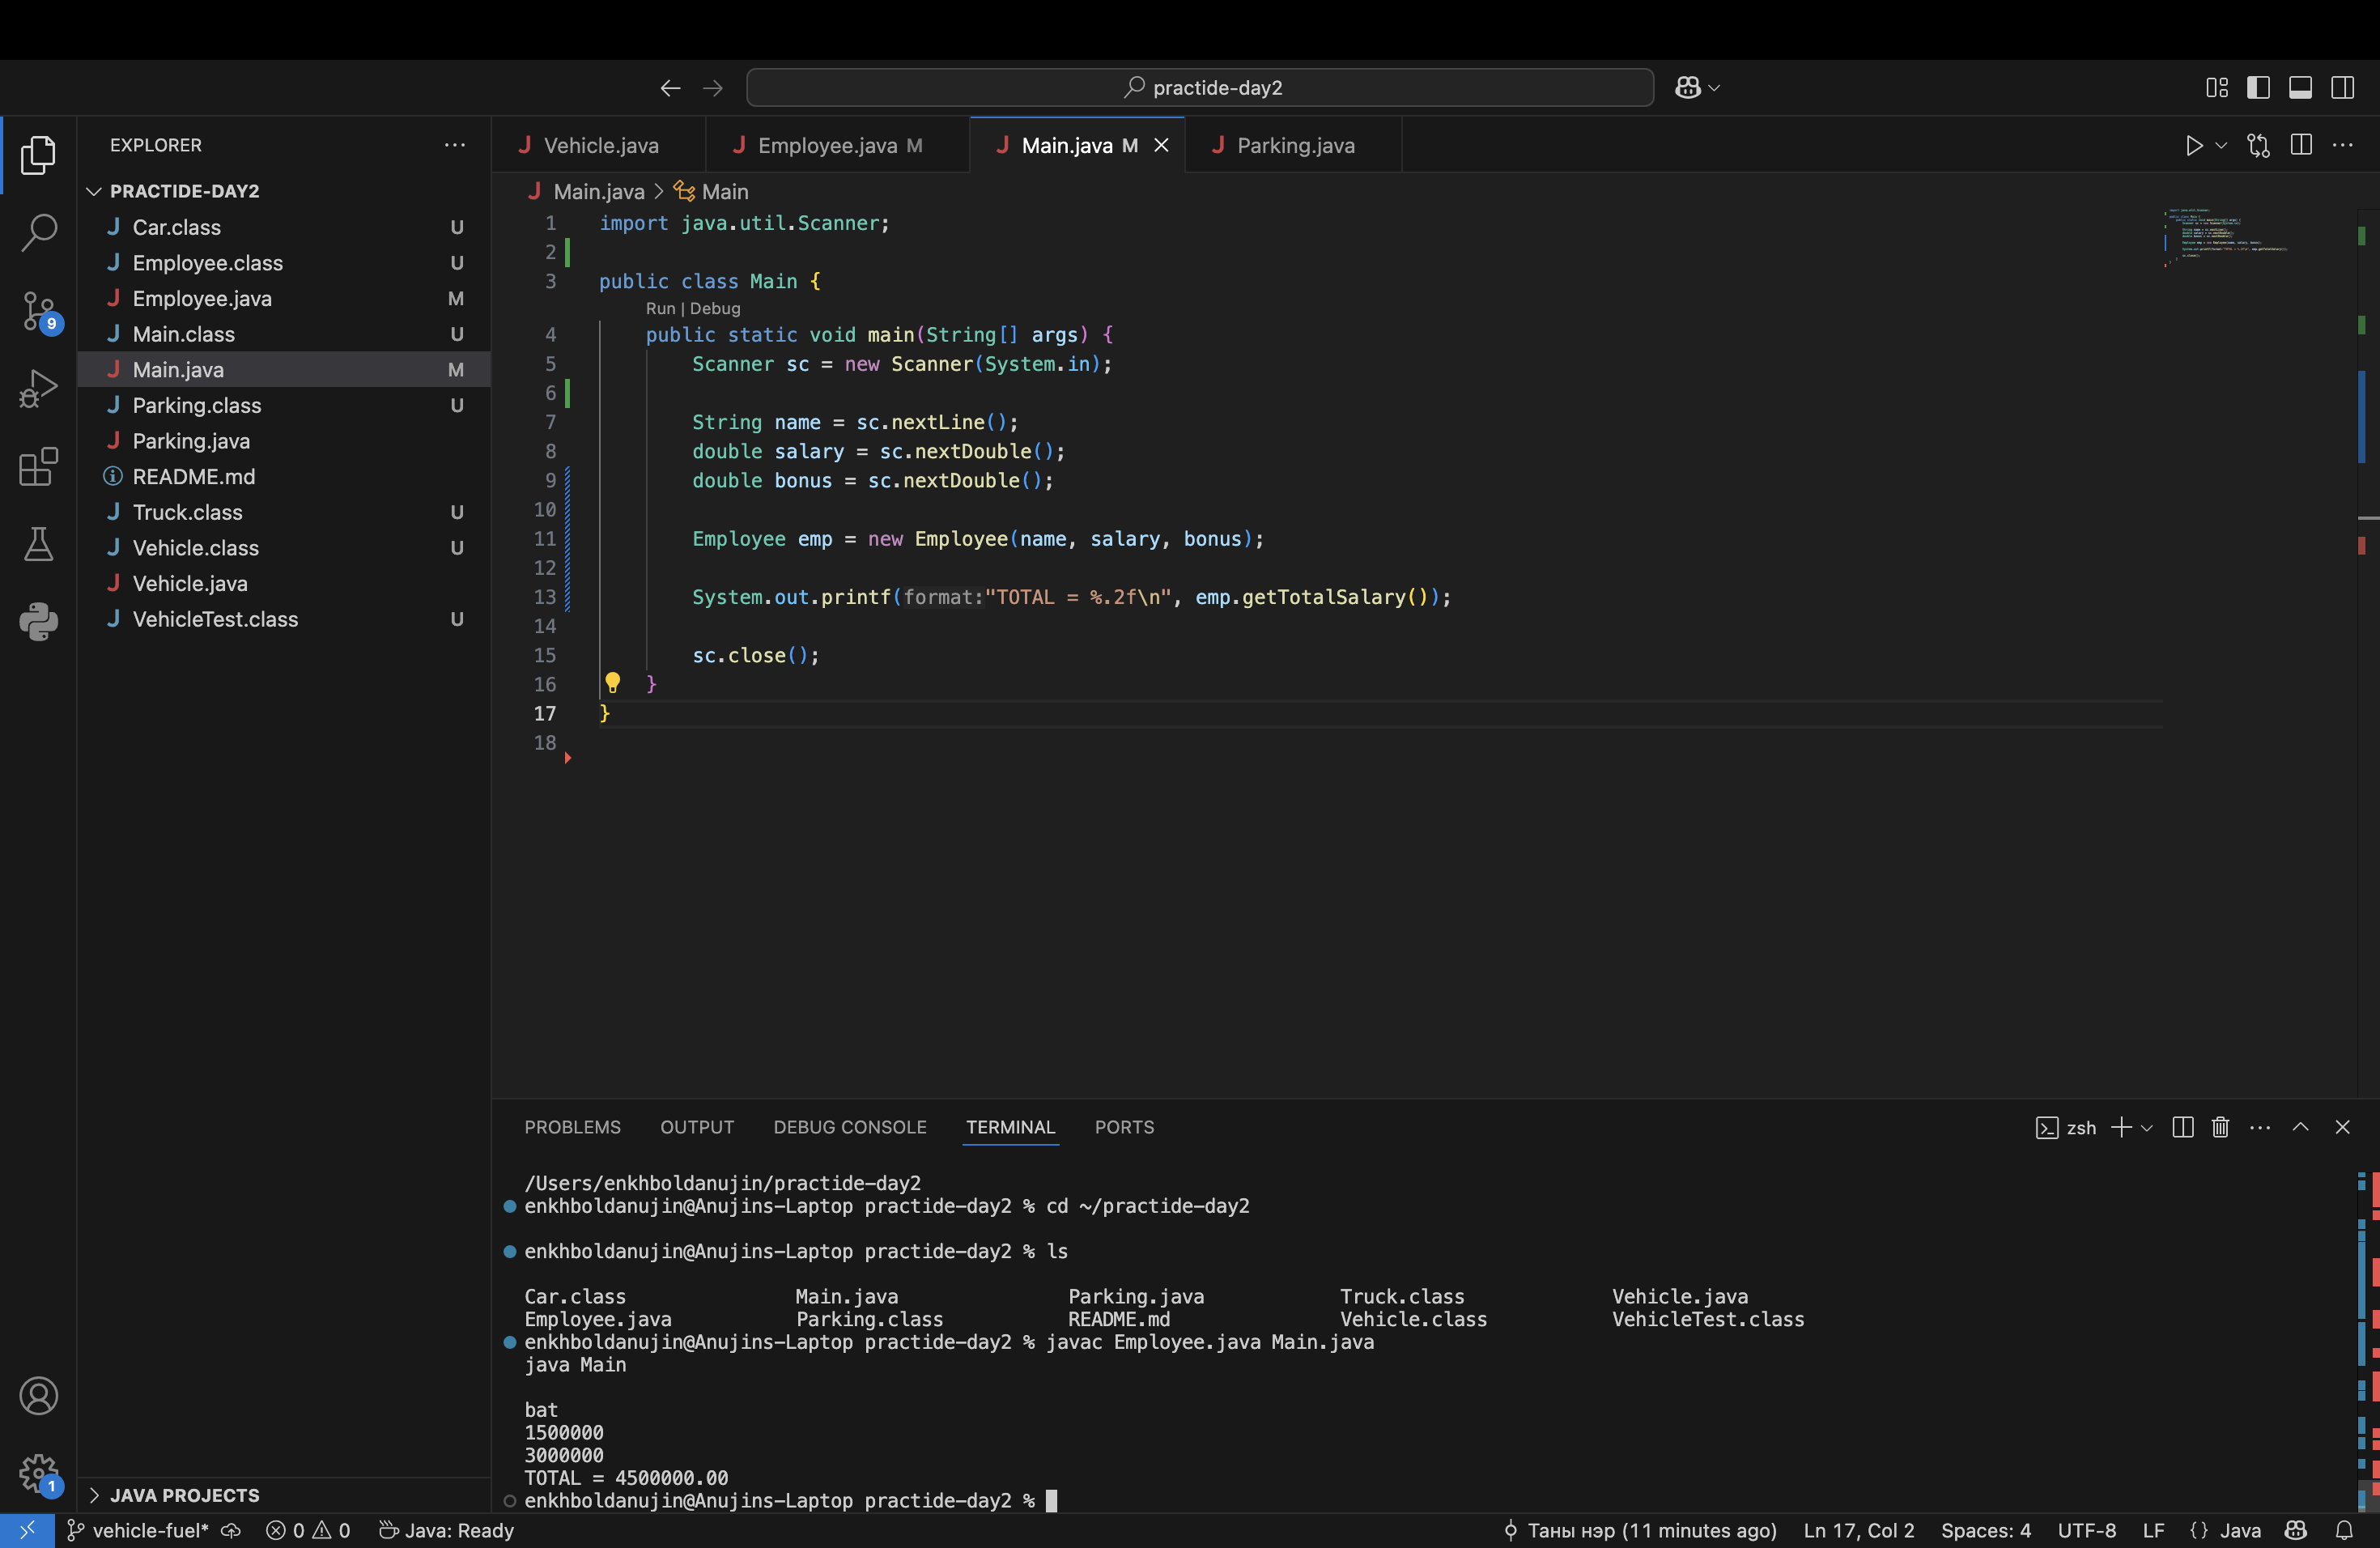 practide-day2
EXPLORER
PRACTIDE-DAY2
Car.class U
Employee.class U
Employee.java M
Main.class U
Main.java M
Parking.class U
Parking.java
README.md
Truck.class U
Vehicle.class U
Vehicle.java
VehicleTest.class U
JAVA PROJECTS
Vehicle.java
Employee.java M
Main.java M
Parking.java
Main.java > Main
1 import java.util.Scanner;
2
3 public class Main {
Run | Debug
4 public static void main(String[] args) {
5 Scanner sc = new Scanner(System.in);
6
7 String name = sc.nextLine();
8 double salary = sc.nextDouble();
9 double bonus = sc.nextDouble();
10
11 Employee emp = new Employee(name, salary, bonus);
12
13 System.out.printf(format:"TOTAL = %.2f\n", emp.getTotalSalary());
14
15 sc.close();
16 }
17 }
18
PROBLEMS OUTPUT DEBUG CONSOLE TERMINAL PORTS
zsh
/Users/enkhboldanujin/practide-day2
enkhboldanujin@Anujins-Laptop practide-day2 % cd ~/practide-day2
enkhboldanujin@Anujins-Laptop practide-day2 % ls
Car.class Main.java Parking.java Truck.class Vehicle.java
Employee.java Parking.class README.md Vehicle.class VehicleTest.class
enkhboldanujin@Anujins-Laptop practide-day2 % javac Employee.java Main.java
java Main
bat
1500000
3000000
TOTAL = 4500000.00
enkhboldanujin@Anujins-Laptop practide-day2 %
9
1
vehicle-fuel* 0 0 Java: Ready
Таны нэр (11 minutes ago) Ln 17, Col 2 Spaces: 4 UTF-8 LF {} Java